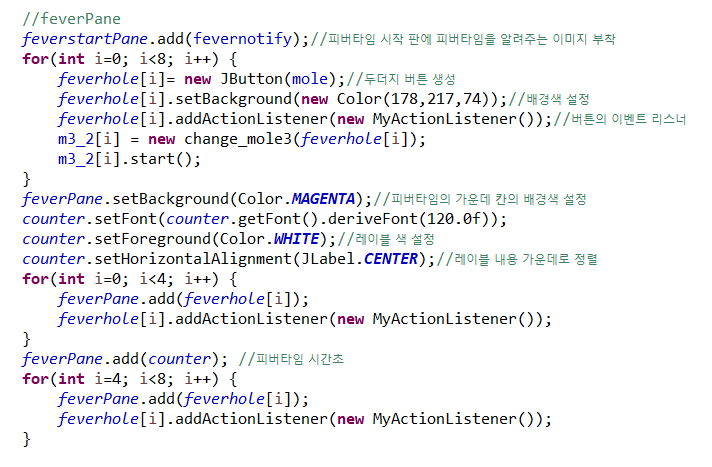 //feverPane
feverstartPane.add(fevernotify);//피버타임 시작 판에 피버타임을 알려주는 이미지 부착
for(int i=0; i<8; i++) {
feverhole[i]= new JButton(mole);//두더지 버튼 생성
feverhole[i].setBackground(new Color(178,217,74));//배경색 설정
feverhole[i].addActionListener(new MyActionListener());//버튼의 이벤트 리스너
m3_2[i] = new change_mole3(feverhole[i]);
m3_2[i].start();
}
feverPane.setBackground(Color.MAGENTA);//피버타임의 가운데 칸의 배경색 설정
counter.setFont(counter.getFont().deriveFont(120.0f));
counter.setForeground(Color.WHITE);//레이블 색 설정
counter.setHorizontalAlignment(JLabel.CENTER);//레이블 내용 가운데로 정렬
for(int i=0; i<4; i++) {
feverPane.add(feverhole[i]);
feverhole[i].addActionListener(new MyActionListener());
}
feverPane.add(counter); //피버타임 시간초
for(int i=4; i<8; i++) {
feverPane.add(feverhole[i]);
feverhole[i].addActionListener(new MyActionListener());
}